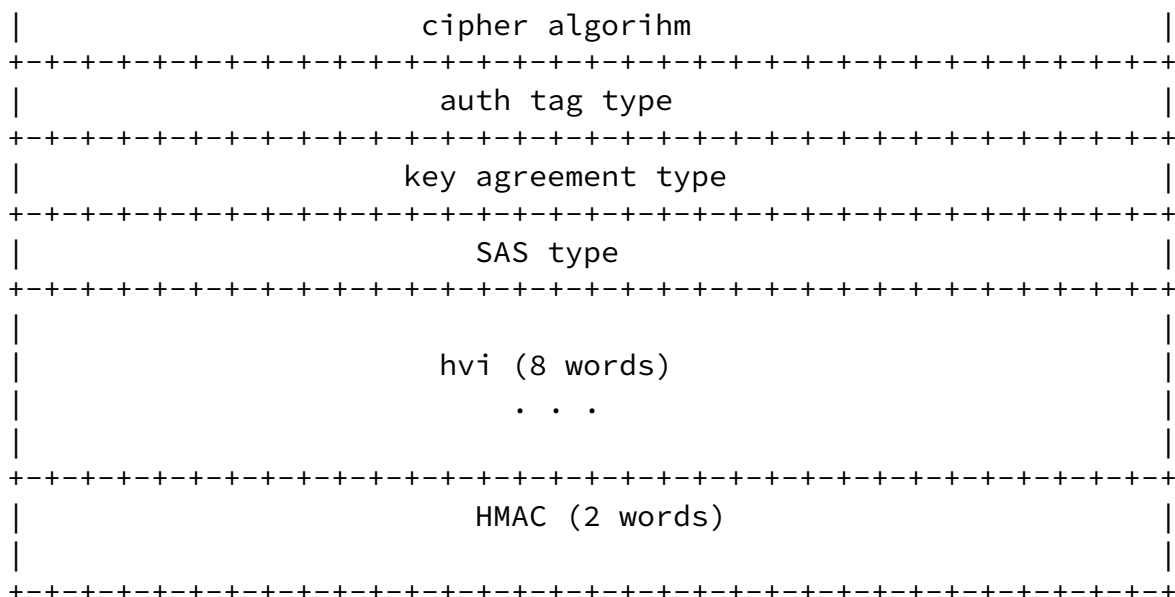 | cipher algorihm |
+-+-+-+-+-+-+-+-+-+-+-+-+-+-+-+-+-+-+-+-+-+-+-+-+-+-+-+-+-+-+-+-+
| auth tag type |
+-+-+-+-+-+-+-+-+-+-+-+-+-+-+-+-+-+-+-+-+-+-+-+-+-+-+-+-+-+-+-+-+
| key agreement type |
+-+-+-+-+-+-+-+-+-+-+-+-+-+-+-+-+-+-+-+-+-+-+-+-+-+-+-+-+-+-+-+-+
| SAS type |
+-+-+-+-+-+-+-+-+-+-+-+-+-+-+-+-+-+-+-+-+-+-+-+-+-+-+-+-+-+-+-+-+
| |
| hvi (8 words) |
| . . . |
| |
+-+-+-+-+-+-+-+-+-+-+-+-+-+-+-+-+-+-+-+-+-+-+-+-+-+-+-+-+-+-+-+-+
| HMAC (2 words) |
| |
+-+-+-+-+-+-+-+-+-+-+-+-+-+-+-+-+-+-+-+-+-+-+-+-+-+-+-+-+-+-+-+-+